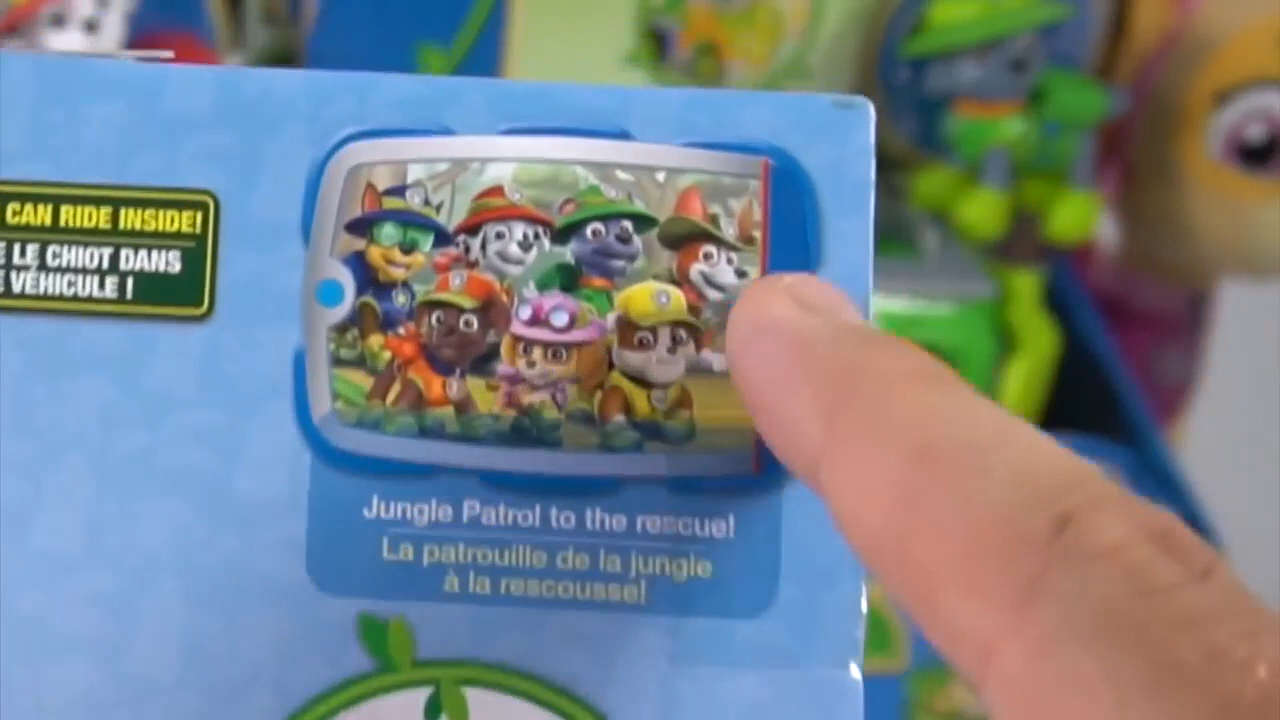 CAN RIDE INSIDE!
LE CHIOT DANS
VÉHICULE !
Jungle Patrol to the rescue!
La patrouille de la jungle
à la rescousse!